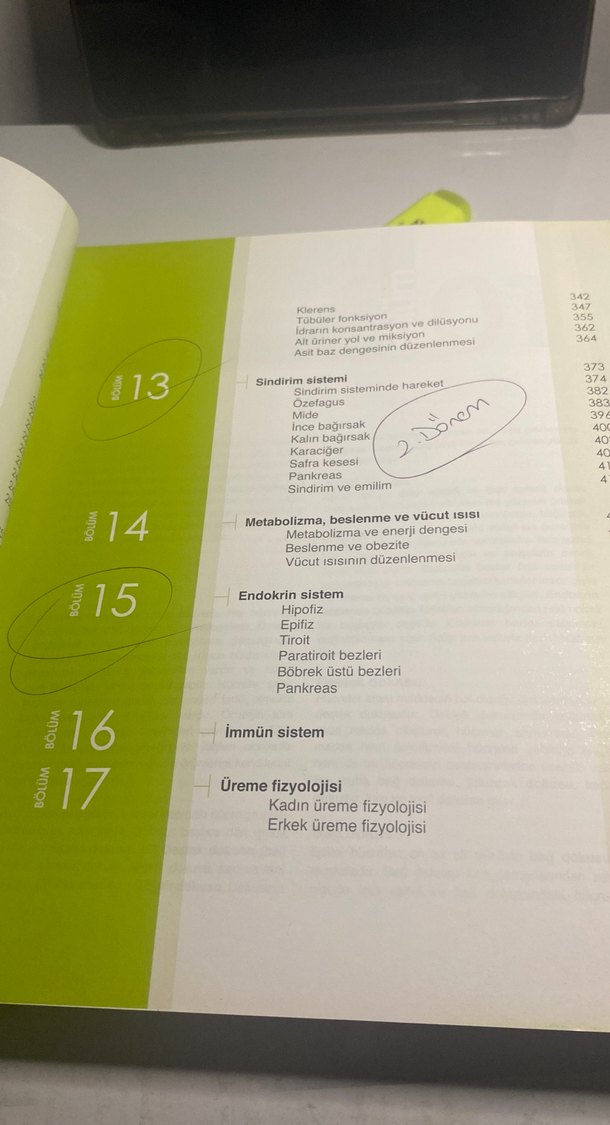 Klerens 342
Tübüler fonksiyon 347
İdrarın konsantrasyon ve dilüsyonu 355
Alt üriner yol ve miksiyon 362
Asit baz dengesinin düzenlenmesi 364
BÖLÜM 13
Sindirim sistemi 373
Sindirim sisteminde hareket 374
Özefagus 382
Mide 383
İnce bağırsak
Kalın bağırsak
Karaciğer
Safra kesesi
Pankreas
Sindirim ve emilim
2. Dönem
BÖLÜM 14
Metabolizma, beslenme ve vücut ısısı
Metabolizma ve enerji dengesi
Beslenme ve obezite
Vücut ısısının düzenlenmesi
BÖLÜM 15
Endokrin sistem
Hipofiz
Epifiz
Tiroit
Paratiroit bezleri
Böbrek üstü bezleri
Pankreas
BÖLÜM 16
İmmün sistem
BÖLÜM 17
Üreme fizyolojisi
Kadın üreme fizyolojisi
Erkek üreme fizyolojisi